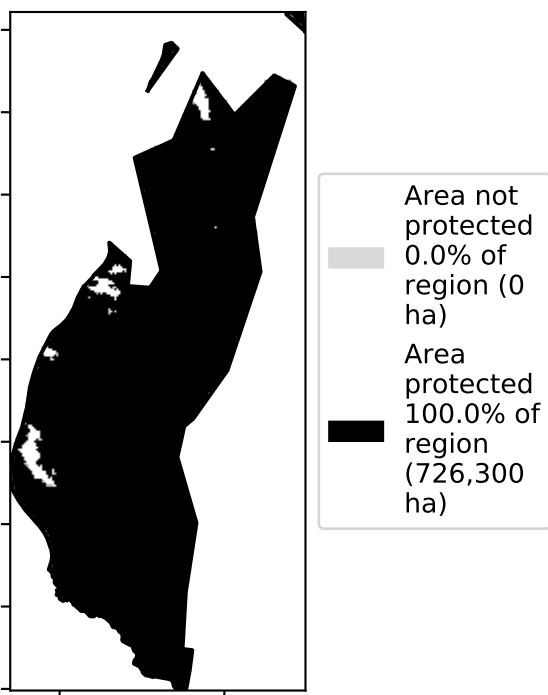 Area not
protected
0.0% of
region (0
ha)
Area
protected
100.0% of
region
(726,300
ha)